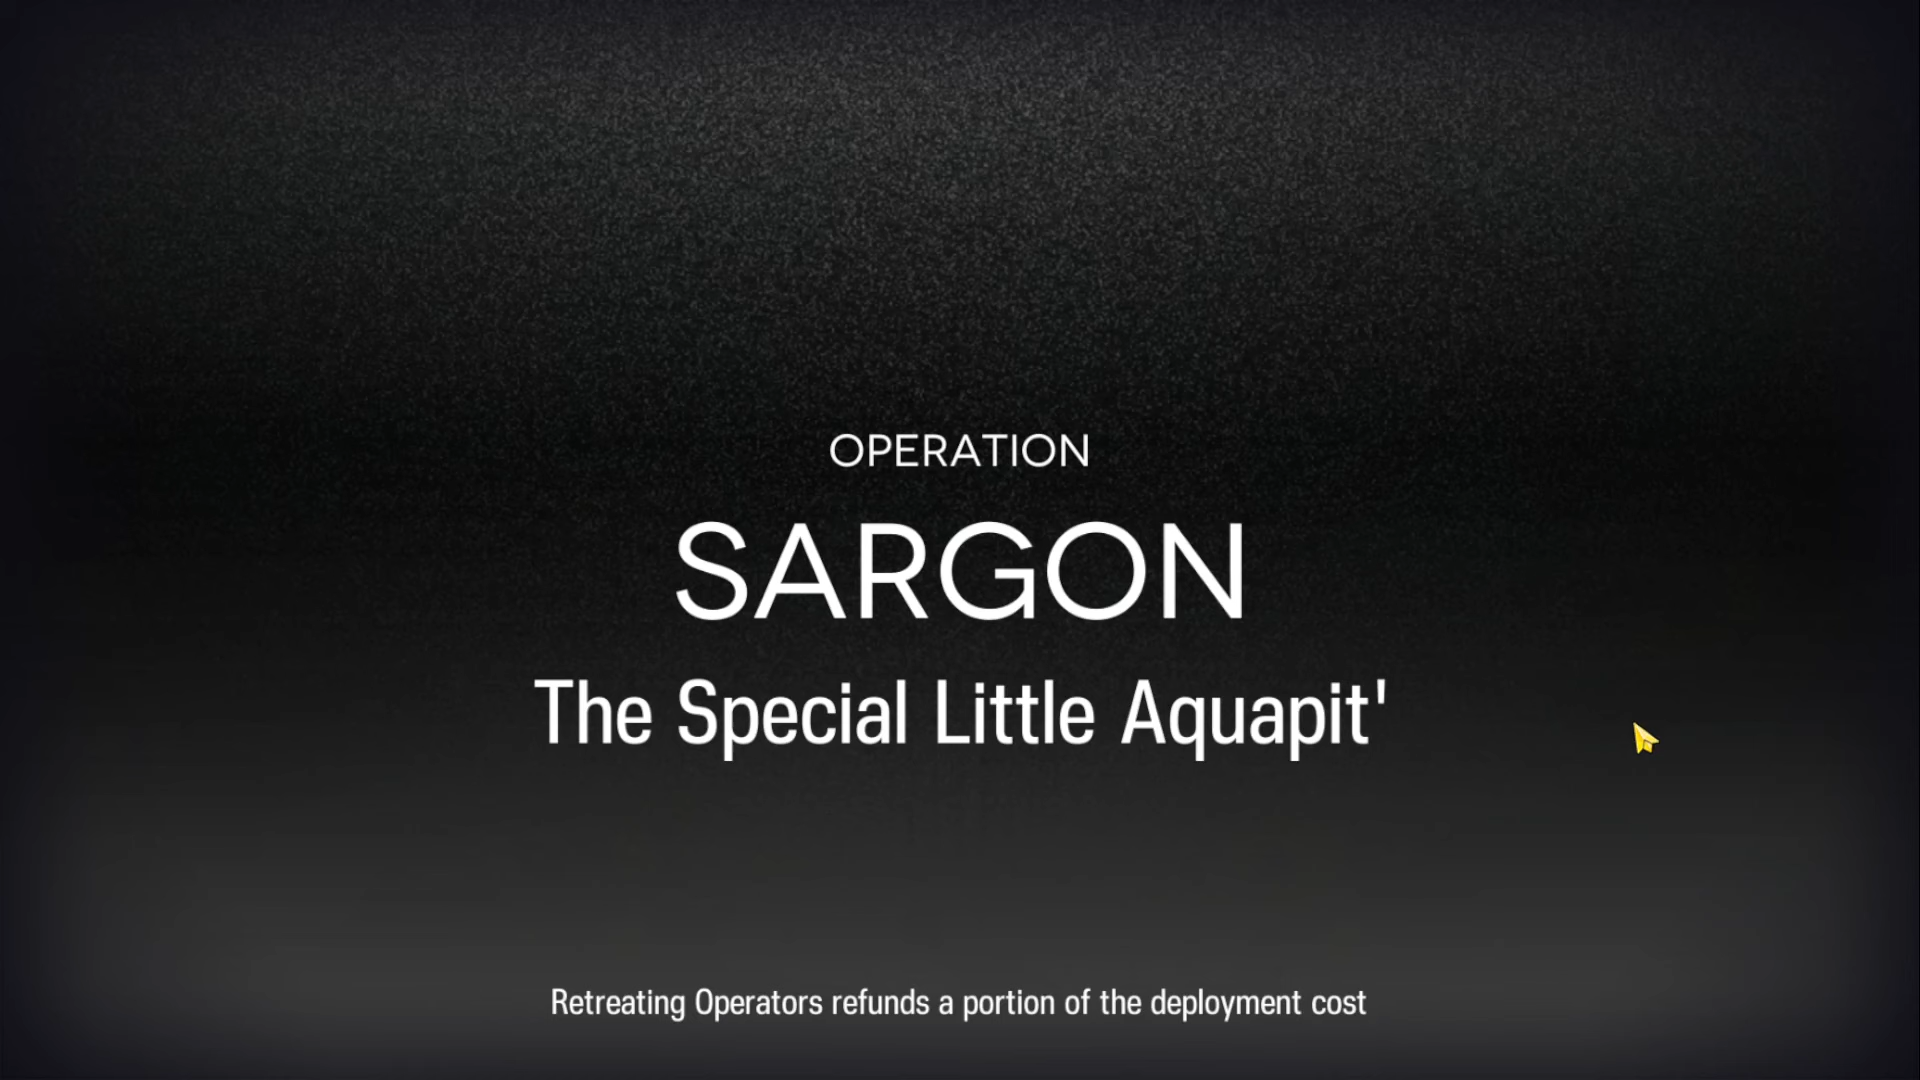 OPERATION
SARGON
The Special Little Aquapit'
Retreating Operators refunds a portion of the deployment cost